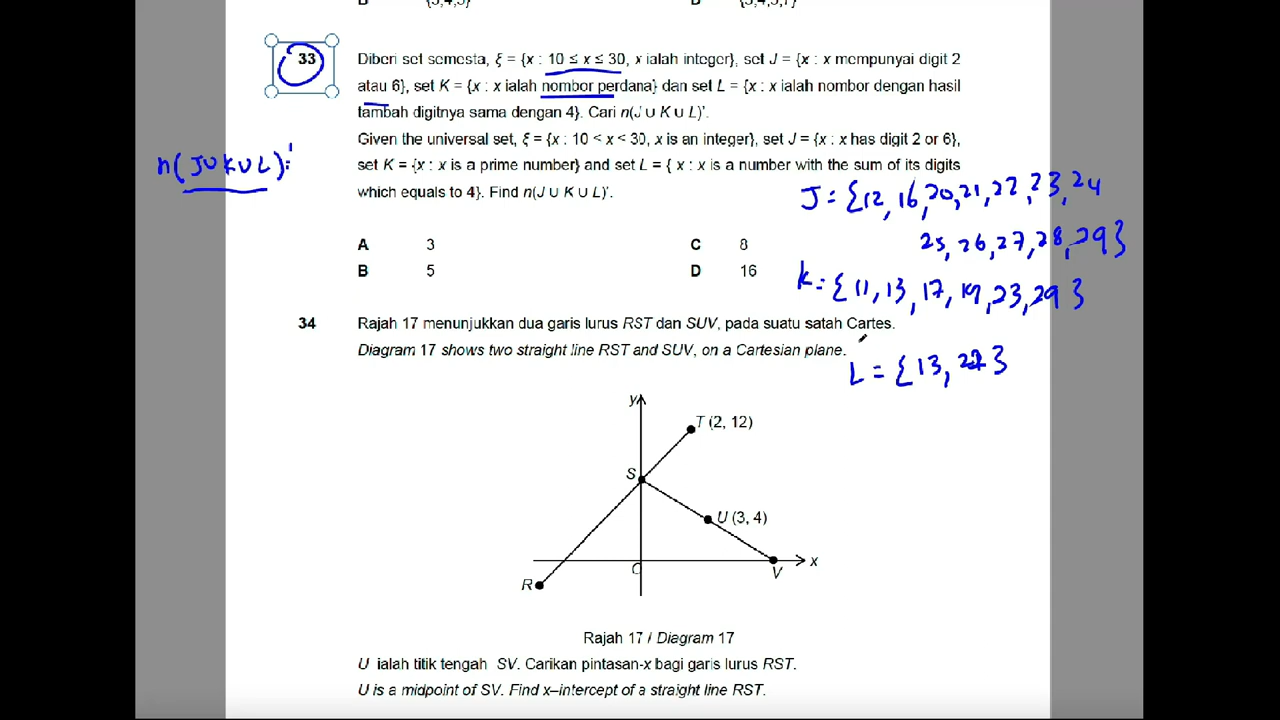 B {3,4,5} D {3,4,5,7}
33 Diberi set semesta, ξ = {x : 10 ≤ x ≤ 30, x ialah integer}, set J = {x : x mempunyai digit 2
atau 6}, set K = {x : x ialah nombor perdana} dan set L = {x : x ialah nombor dengan hasil
tambah digitnya sama dengan 4}. Cari n(J ∪ K ∪ L)’.
Given the universal set, ξ = {x : 10 < x < 30, x is an integer}, set J = {x : x has digit 2 or 6},
set K = {x : x is a prime number} and set L = { x : x is a number with the sum of its digits
which equals to 4}. Find n(J ∪ K ∪ L)’.
n(J∪K∪L)'=
J = {12, 16, 20, 21, 22, 23, 24
25, 26, 27, 28, 29}
A 3 C 8
B 5 D 16
K = {11, 13, 17, 19, 23, 29}
34 Rajah 17 menunjukkan dua garis lurus RST dan SUV, pada suatu satah Cartes.
Diagram 17 shows two straight line RST and SUV, on a Cartesian plane.
L = {13, 22}
y
T (2, 12)
S
U (3, 4)
O
x
V
R
Rajah 17 / Diagram 17
U ialah titik tengah SV. Carikan pintasan-x bagi garis lurus RST.
U is a midpoint of SV. Find x–intercept of a straight line RST.